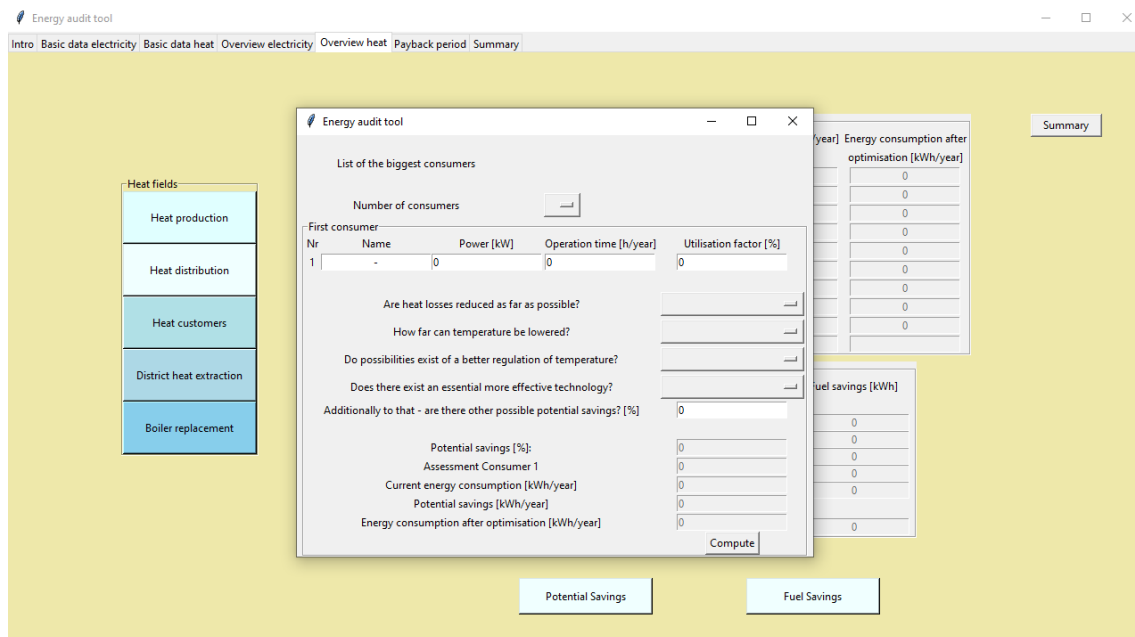 Energy audit tool
Intro Basic data electricity Basic data heat Overview electricity Overview heat Payback period Summary
Heat fields
Heat production
Heat distribution
Heat customers
District heat extraction
Boiler replacement
Energy audit tool
List of the biggest consumers
Number of consumers
First consumer
Nr Name Power [kW] Operation time [h/year] Utilisation factor [%]
1 - 0 0 0
Are heat losses reduced as far as possible?
How far can temperature be lowered?
Do possibilities exist of a better regulation of temperature?
Does there exist an essential more effective technology?
Additionally to that - are there other possible potential savings? [%] 0
Potential savings [%]: 0
Assessment Consumer 1 0
Current energy consumption [kWh/year] 0
Potential savings [kWh/year] 0
Energy consumption after optimisation [kWh/year] 0
Compute
/year] Energy consumption after
optimisation [kWh/year]
0
0
0
0
0
0
0
0
0
Summary
uel savings [kWh]
0
0
0
0
0
0
Potential Savings
Fuel Savings